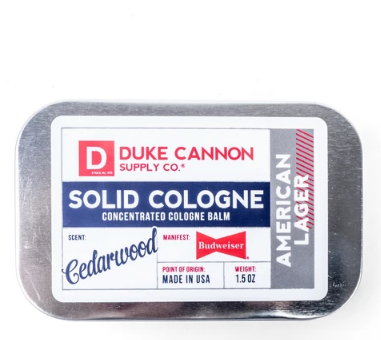 D
DUKE CANNON
SUPPLY CO.®
SOLID COLOGNE
CONCENTRATED COLOGNE BALM
SCENT:
Cedarwood
MANIFEST:
Budweiser
POINT OF ORIGIN:
MADE IN USA
WEIGHT:
1.5 OZ
AMERICAN
LAGER